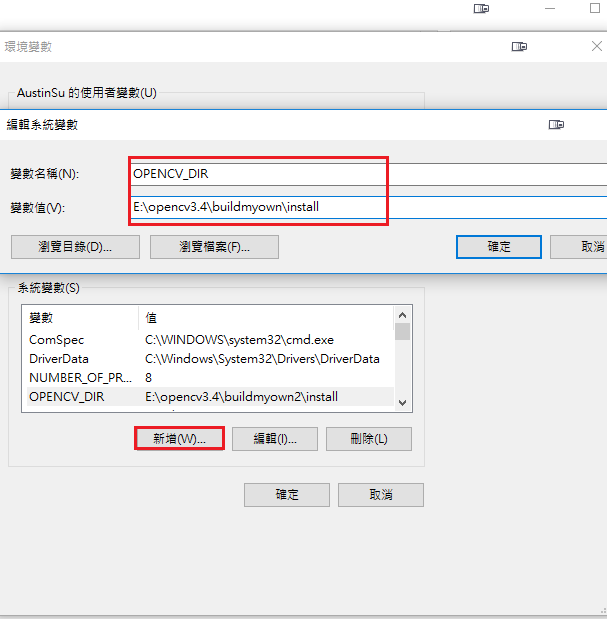 環境變數
AustinSu 的使用者變數(U)
編輯系統變數
變數名稱(N):
OPENCV_DIR
變數值(V):
E:\opencv3.4\buildmyown\install
瀏覽目錄(D)...
瀏覽檔案(F)...
確定
取消
系統變數(S)
變數
值
ComSpec
C:\WINDOWS\system32\cmd.exe
DriverData
C:\Windows\System32\Drivers\DriverData
NUMBER_OF_PR...
8
OPENCV_DIR
E:\opencv3.4\buildmyown2\install
新增(W)...
編輯(I)...
刪除(L)
確定
取消